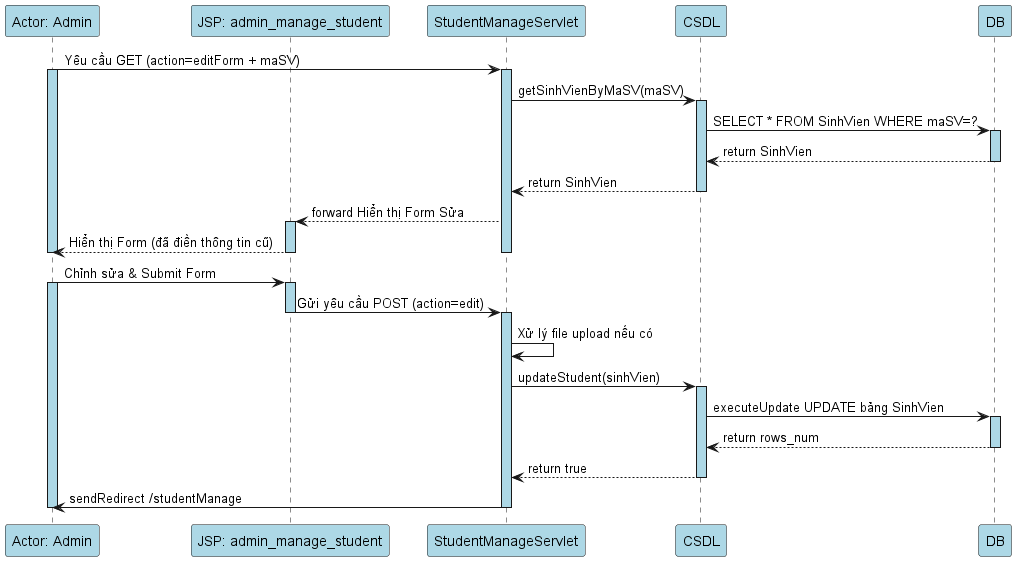 Actor: Admin
JSP: admin_manage_student
StudentManageServlet
CSDL
DB
Yêu cầu GET (action=editForm + maSV)
getSinhVienByMaSV(maSV)
SELECT * FROM SinhVien WHERE maSV=?
return SinhVien
return SinhVien
forward Hiển thị Form Sửa
Hiển thị Form (đã điền thông tin cũ)
Chỉnh sửa & Submit Form
Gửi yêu cầu POST (action=edit)
Xử lý file upload nếu có
updateStudent(sinhVien)
executeUpdate UPDATE bảng SinhVien
return rows_num
return true
sendRedirect /studentManage
Actor: Admin
JSP: admin_manage_student
StudentManageServlet
CSDL
DB